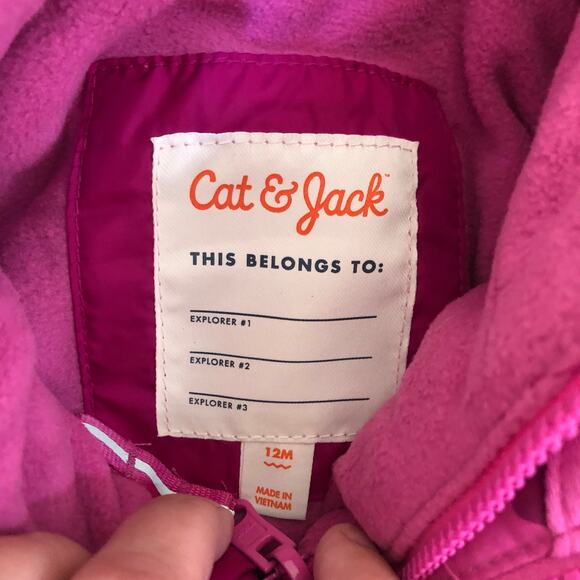 Cat & Jack™
THIS BELONGS TO:
EXPLORER #1
EXPLORER #2
EXPLORER #3
12M
MADE IN
VIETNAM